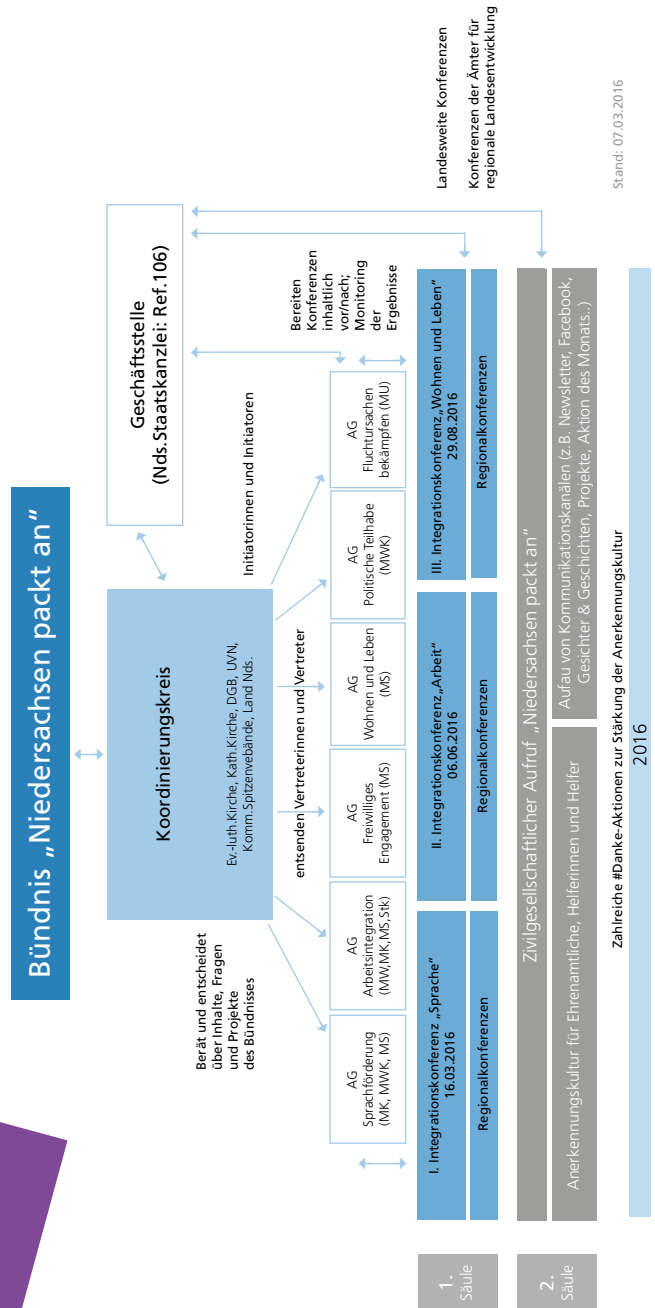 Bündnis „Niedersachsen packt an“
Geschäftsstelle
(Nds.Staatskanzlei: Ref.106)
Koordinierungskreis
Ev.-luth.Kirche, Kath.Kirche, DGB, UVN,
Komm.Spitzenvebände, Land Nds.
Berät und entscheidet
über Inhalte, Fragen
und Projekte
des Bündnisses
Initiatorinnen und Initiatoren
entsenden Vertreterinnen und Vertreter
Bereiten
Konferenzen
inhaltlich
vor/nach;
Monitoring
der
Ergebnisse
AG
Sprachförderung
(MK, MWK, MS)
AG
Arbeitsintegration
(MW,MK,MS,Stk)
AG
Freiwilliges
Engagement (MS)
AG
Wohnen und Leben
(MS)
AG
Politische Teilhabe
(MWK)
AG
Fluchtursachen
bekämpfen (MU)
1.
Säule
I. Integrationskonferenz „Sprache“
16.03.2016
II. Integrationskonferenz„Arbeit“
06.06.2016
III. Integrationskonferenz„Wohnen und Leben“
29.08.2016
Landesweite Konferenzen
Regionalkonferenzen
Regionalkonferenzen
Regionalkonferenzen
Konferenzen der Ämter für
regionale Landesentwicklung
2.
Säule
Zivilgesellschaftlicher Aufruf „Niedersachsen packt an“
Anerkennungskultur für Ehrenamtliche, Helferinnen und Helfer
Aufau von Kommunikationskanälen (z.B. Newsletter, Facebook,
Gesichter & Geschichten, Projekte, Aktion des Monats..)
Zahlreiche #Danke-Aktionen zur Stärkung der Anerkennungskultur
Stand: 07.03.2016
2016